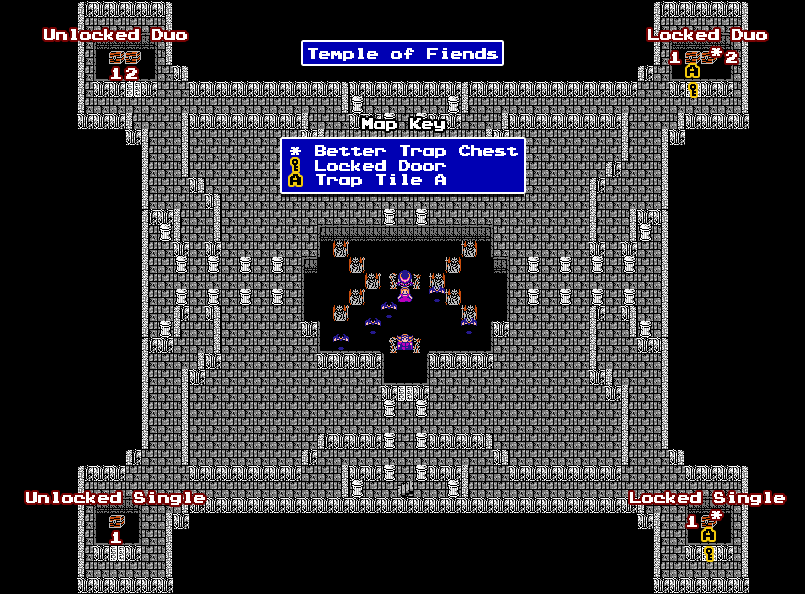 Unlocked Duo
Locked Duo
Temple of Fiends
1 * 2
1 2
A
Map Key
* Better Trap Chest
Locked Door
A Trap Tile A
Unlocked Single
Locked Single
1 *
1
A